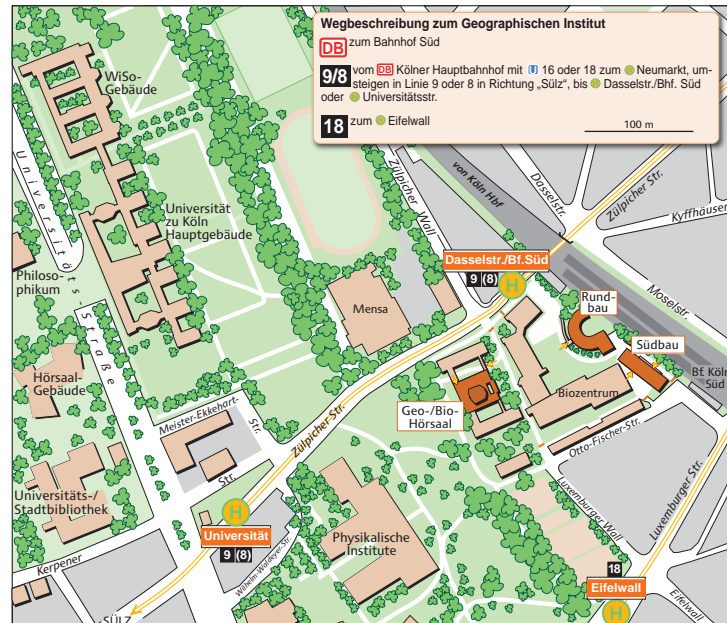 Wegbeschreibung zum Geographischen Institut
DB zum Bahnhof Süd
9/8 vom DB Kölner Hauptbahnhof mit U 16 oder 18 zum H Neumarkt, um-
steigen in Linie 9 oder 8 in Richtung „Sülz", bis H Dasselstr./Bhf. Süd
oder H Universitätsstr.
18 zum H Eifelwall
100 m
WiSo-
Gebäude
Universitäts-Straße
Universität
zu Köln
Hauptgebäude
Philoso-
phikum
Zülpicher Wall
von Köln Hbf
Dasselstr.
Zülpicher Str.
Kyffhäuser
Moselstr.
Dasselstr./Bf.Süd
9 (8)
H
Mensa
Rund-
bau
Südbau
Bf. Köln
Süd
Hörsaal-
Gebäude
Meister-Ekkehart-
Str.
Zülpicher Str.
Geo-/Bio-
Hörsaal
Biozentrum
Otto-Fischer-Str.
Str.
Universitäts-/
Stadtbibliothek
H
Universität
9 (8)
Kerpener
Wilhelm-Waldeyer-Str.
Physikalische
Institute
Luxemburger Wall
Luxemburger Str.
18
Eifelwall
H
SÜLZ